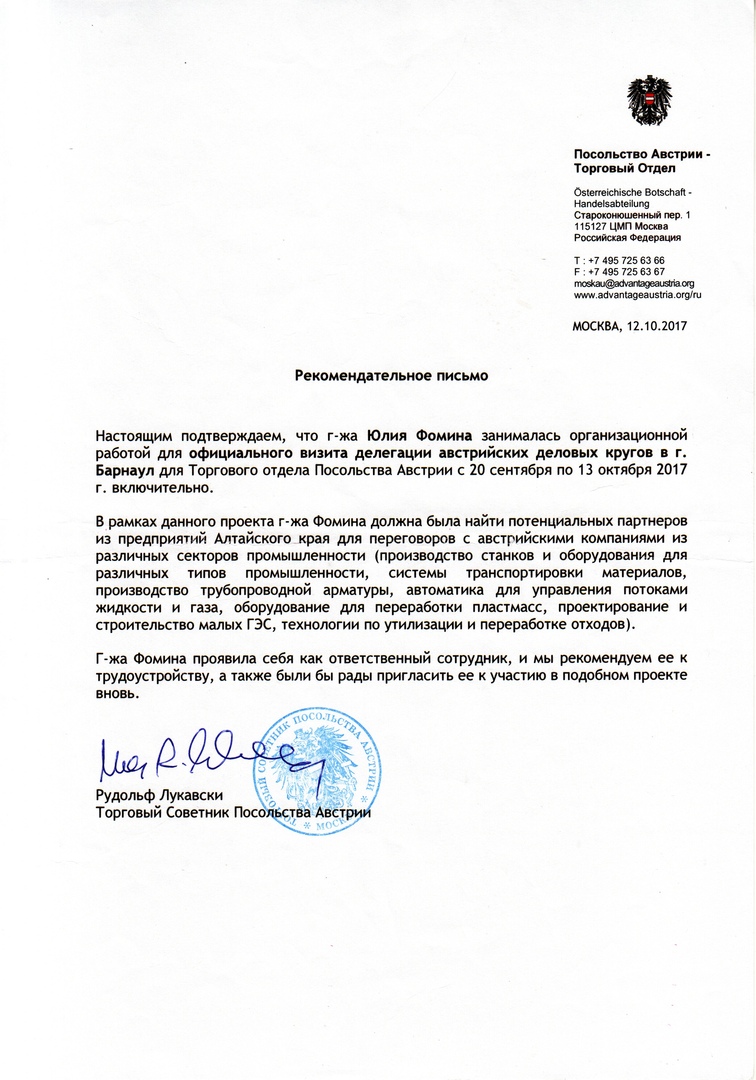 Посольство Австрии -
Торговый Отдел
Österreichische Botschaft -
Handelsabteilung
Староконюшенный пер. 1
115127 ЦМП Москва
Российская Федерация
T : +7 495 725 63 66
F : +7 495 725 63 67
moskau@advantageaustria.org
www.advantageaustria.org/ru
МОСКВА, 12.10.2017
Рекомендательное письмо
Настоящим подтверждаем, что г-жа Юлия Фомина занималась организационной
работой для официального визита делегации австрийских деловых кругов в г.
Барнаул для Торгового отдела Посольства Австрии с 20 сентября по 13 октября 2017
г. включительно.
В рамках данного проекта г-жа Фомина должна была найти потенциальных партнеров
из предприятий Алтайского края для переговоров с австрийскими компаниями из
различных секторов промышленности (производство станков и оборудования для
различных типов промышленности, системы транспортировки материалов,
производство трубопроводной арматуры, автоматика для управления потоками
жидкости и газа, оборудование для переработки пластмасс, проектирование и
строительство малых ГЭС, технологии по утилизации и переработке отходов).
Г-жа Фомина проявила себя как ответственный сотрудник, и мы рекомендуем ее к
трудоустройству, а также были бы рады пригласить ее к участию в подобном проекте
вновь.
ТОРГОВЫЙ СОВЕТНИК ПОСОЛЬСТВА АВСТРИИ
МОСКВА
Рудольф Лукавски
Торговый Советник Посольства Австрии